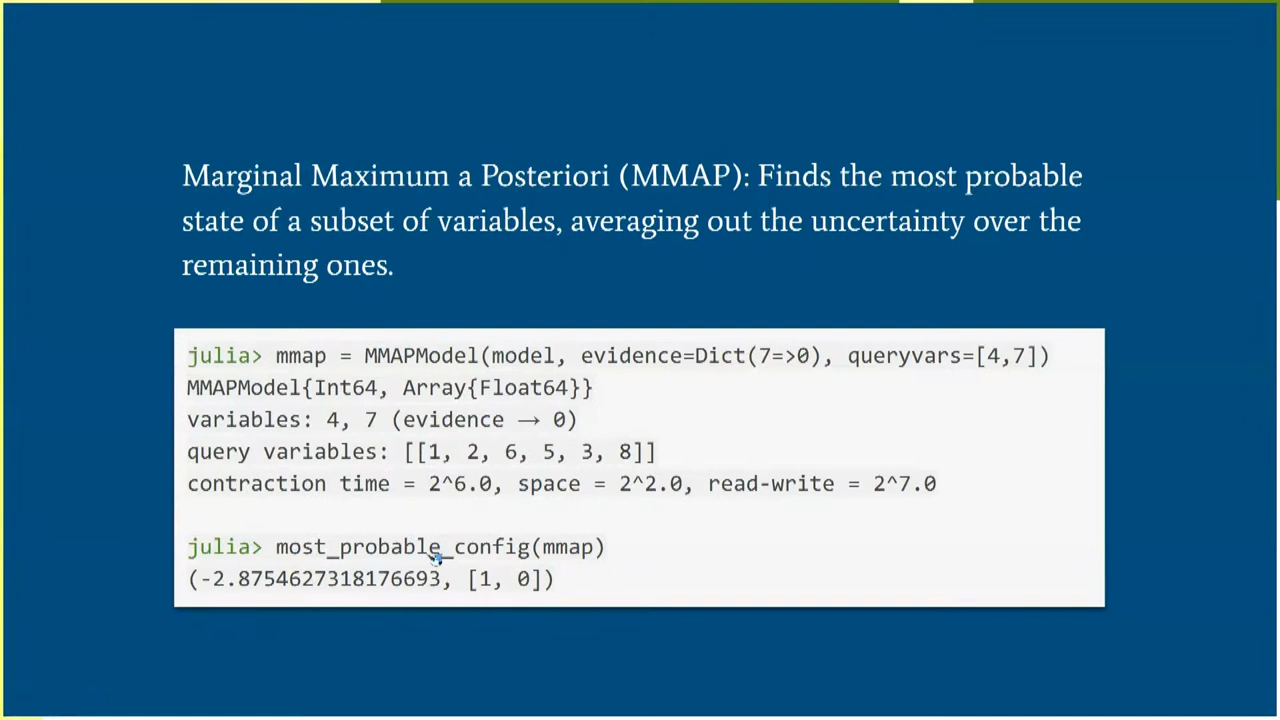 Marginal Maximum a Posteriori (MMAP): Finds the most probable
state of a subset of variables, averaging out the uncertainty over the
remaining ones.
julia> mmap = MMAPModel(model, evidence=Dict(7=>0), queryvars=[4,7])
MMAPModel{Int64, Array{Float64}}
variables: 4, 7 (evidence → 0)
query variables: [[1, 2, 6, 5, 3, 8]]
contraction time = 2^6.0, space = 2^2.0, read-write = 2^7.0
julia> most_probable_config(mmap)
(-2.8754627318176693, [1, 0])